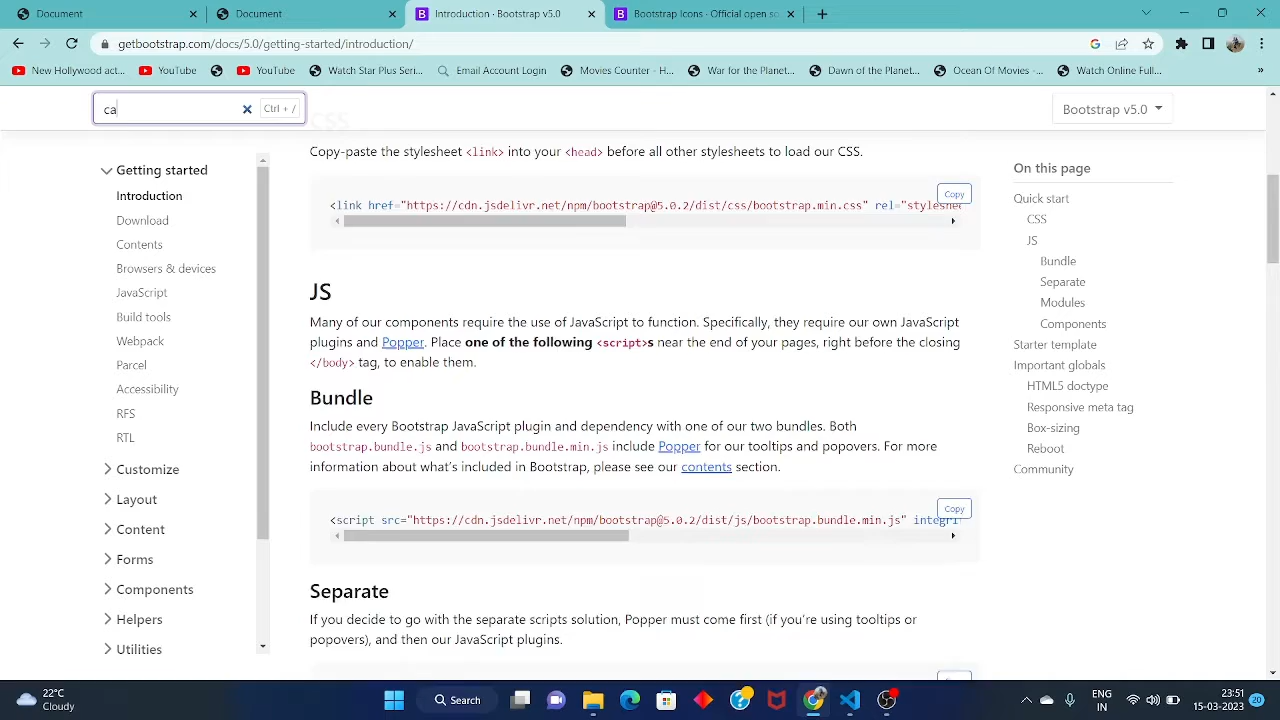 Document
Document
Introduction · Bootstrap v5.0
Bootstrap Icons - Official open so
getbootstrap.com/docs/5.0/getting-started/introduction/
New Hollywood act...
YouTube
YouTube
Watch Star Plus Seri...
Email Account Login
Movies Counter - H...
War for the Planet...
Dawn of the Planet...
Ocean Of Movies -...
Watch Online Full...
»
ca
Ctrl + /
Bootstrap v5.0
CSS
Copy-paste the stylesheet <link> into your <head> before all other stylesheets to load our CSS.
Copy
<link href="https://cdn.jsdelivr.net/npm/bootstrap@5.0.2/dist/css/bootstrap.min.css" rel="styleshe
JS
Many of our components require the use of JavaScript to function. Specifically, they require our own JavaScript
plugins and Popper. Place one of the following <script>s near the end of your pages, right before the closing
</body> tag, to enable them.
Bundle
Include every Bootstrap JavaScript plugin and dependency with one of our two bundles. Both
bootstrap.bundle.js and bootstrap.bundle.min.js include Popper for our tooltips and popovers. For more
information about what's included in Bootstrap, please see our contents section.
Copy
<script src="https://cdn.jsdelivr.net/npm/bootstrap@5.0.2/dist/js/bootstrap.bundle.min.js" integri
Separate
If you decide to go with the separate scripts solution, Popper must come first (if you're using tooltips or
popovers), and then our JavaScript plugins.
Getting started
Introduction
Download
Contents
Browsers & devices
JavaScript
Build tools
Webpack
Parcel
Accessibility
RFS
RTL
Customize
Layout
Content
Forms
Components
Helpers
Utilities
On this page
Quick start
CSS
JS
Bundle
Separate
Modules
Components
Starter template
Important globals
HTML5 doctype
Responsive meta tag
Box-sizing
Reboot
Community
22°C
Cloudy
Search
ENG
IN
23:51
15-03-2023
20